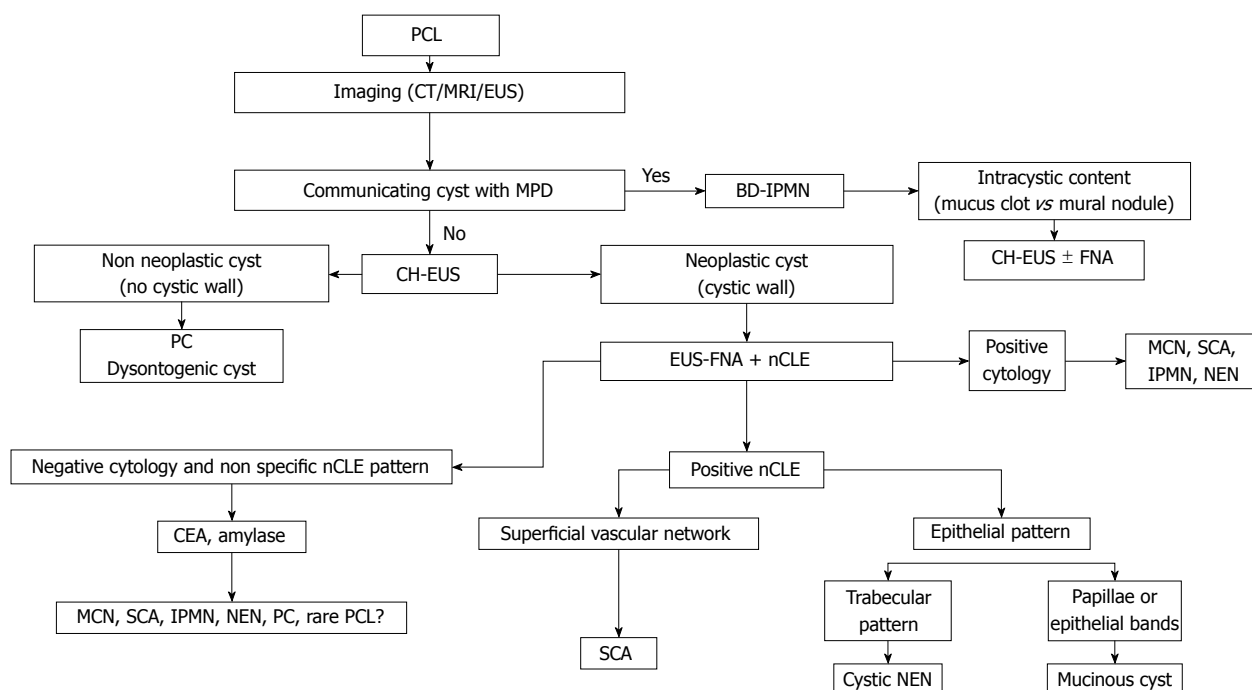 PCL
Imaging (CT/MRI/EUS)
Communicating cyst with MPD
Yes
BD-IPMN
Intracystic content
(mucus clot vs mural nodule)
No
CH-EUS ± FNA
Non neoplastic cyst
(no cystic wall)
CH-EUS
Neoplastic cyst
(cystic wall)
PC
Dysontogenic cyst
EUS-FNA + nCLE
Positive
cytology
MCN, SCA,
IPMN, NEN
Negative cytology and non specific nCLE pattern
Positive nCLE
CEA, amylase
Superficial vascular network
Epithelial pattern
MCN, SCA, IPMN, NEN, PC, rare PCL?
Trabecular
pattern
Papillae or
epithelial bands
SCA
Cystic NEN
Mucinous cyst